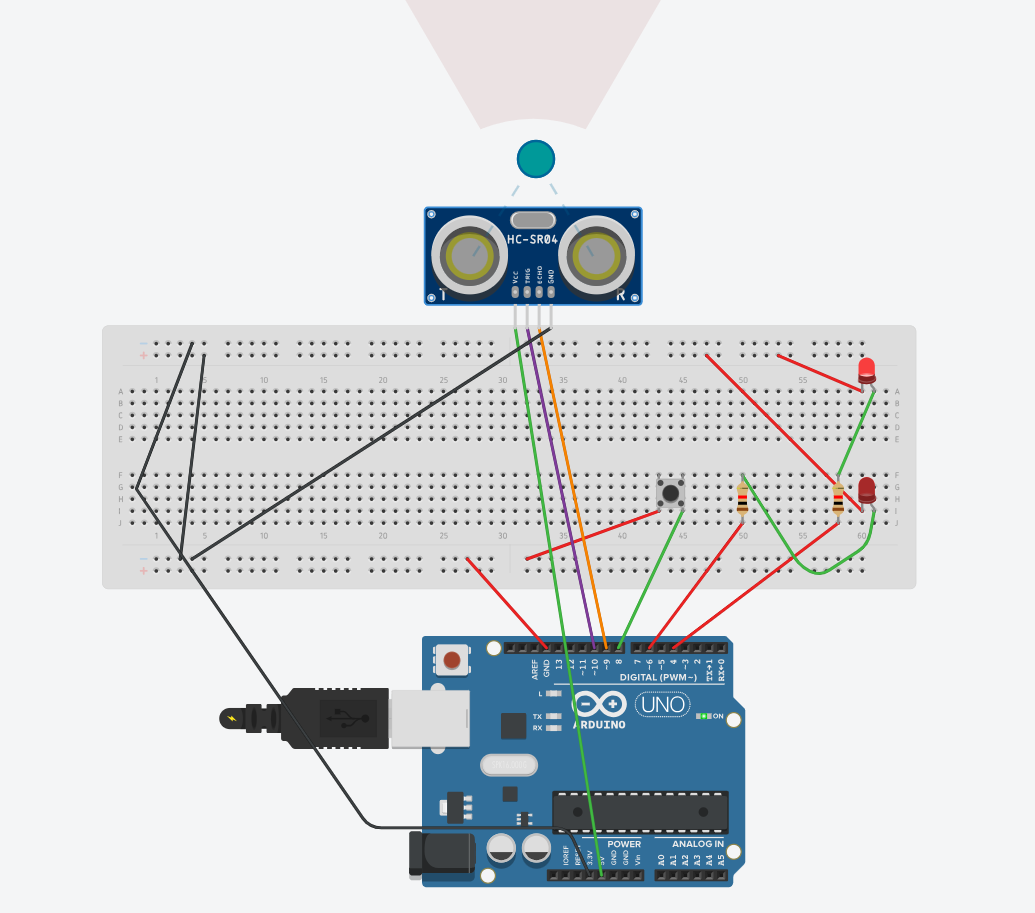 HC-SR04
VCC
TRIG
ECHO
GND
T
R
1 5 10 15 20 25 30 35 40 45 50 55
A A
B B
C C
D D
E E
F F
G G
H H
I I
J J
1 5 10 15 20 25 30 35 40 45 50 55 60
AREF
GND
13
12
~11
~10
~9
8
7
~6
~5
4
~3
2
TX→1
RX←0
DIGITAL (PWM~)
L
TX
RX
ARDUINO
UNO
ON
IOREF
3.3V
5V
GND
GND
Vin
POWER
ANALOG IN
A0
A1
A2
A3
A4
A5